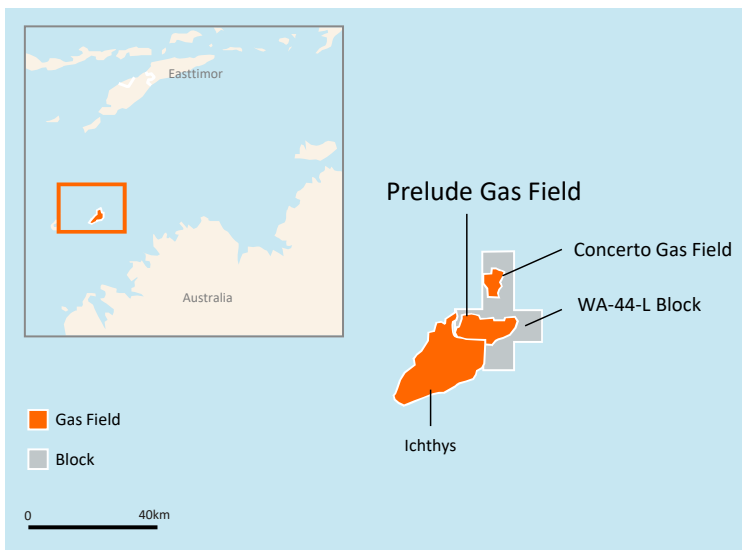 Easttimor
Australia
Prelude Gas Field
Concerto Gas Field
WA-44-L Block
Ichthys
Gas Field
Block
0 40km